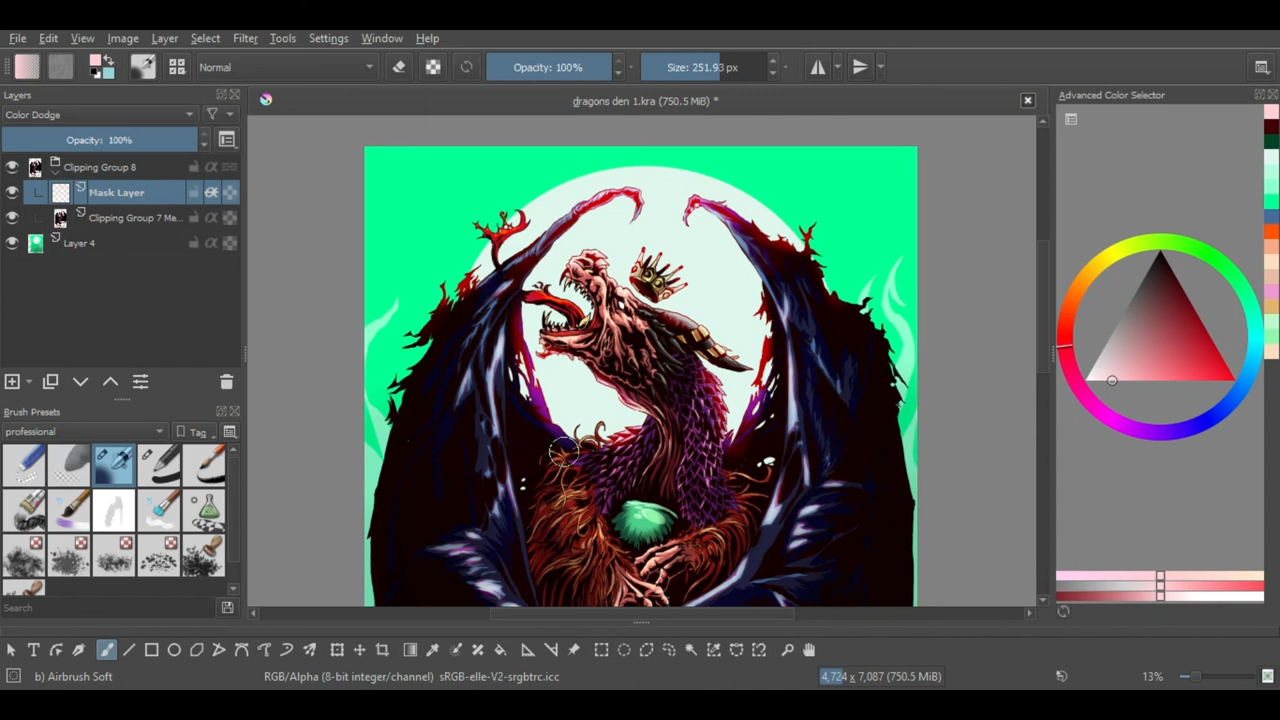 File Edit View Image Layer Select Filter Tools Settings Window Help
Normal
Opacity: 100%
Size: 251.93 px
Layers
dragons den 1.kra (750.5 MiB) *
Advanced Color Selector
Color Dodge
Opacity: 100%
Clipping Group 8
Mask Layer
Clipping Group 7 Me...
Layer 4
Brush Presets
professional
Tag
Search
b) Airbrush Soft
RGB/Alpha (8-bit integer/channel) sRGB-elle-V2-srgbtrc.icc
4,724 x 7,087 (750.5 MiB)
13%